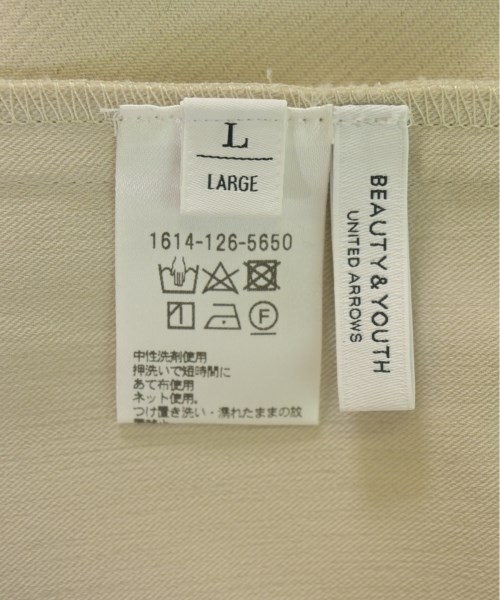 L
LARGE
1614-126-5650
F
中性洗剤使用
押洗いで短時間に
あて布使用
ネット使用。
つけ置き洗い・濡れたままの放
BEAUTY & YOUTH
UNITED ARROWS